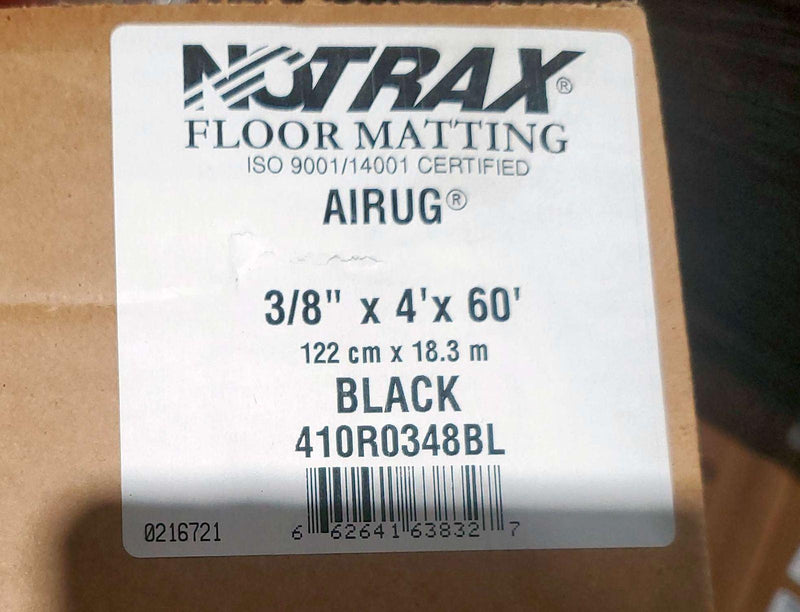 NOTRAX®
FLOOR MATTING
ISO 9001/14001 CERTIFIED
AIRUG®
3/8" x 4'x 60'
122 cm x 18.3 m
BLACK
410R0348BL
0216721
6 62641 63832 7